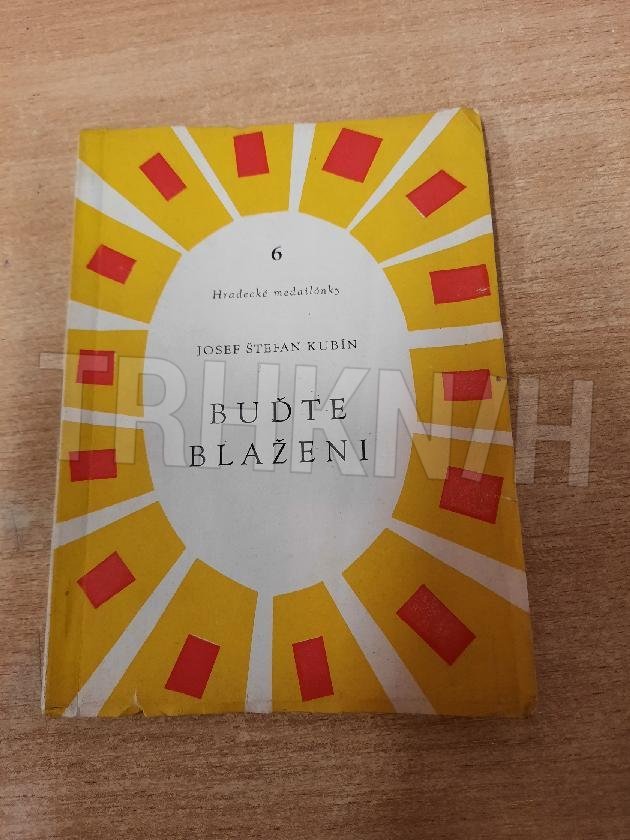 6
Hradecké medailónky
JOSEF ŠTEFAN KUBÍN
BUĎTE
BLAŽENI
TRHKNIH